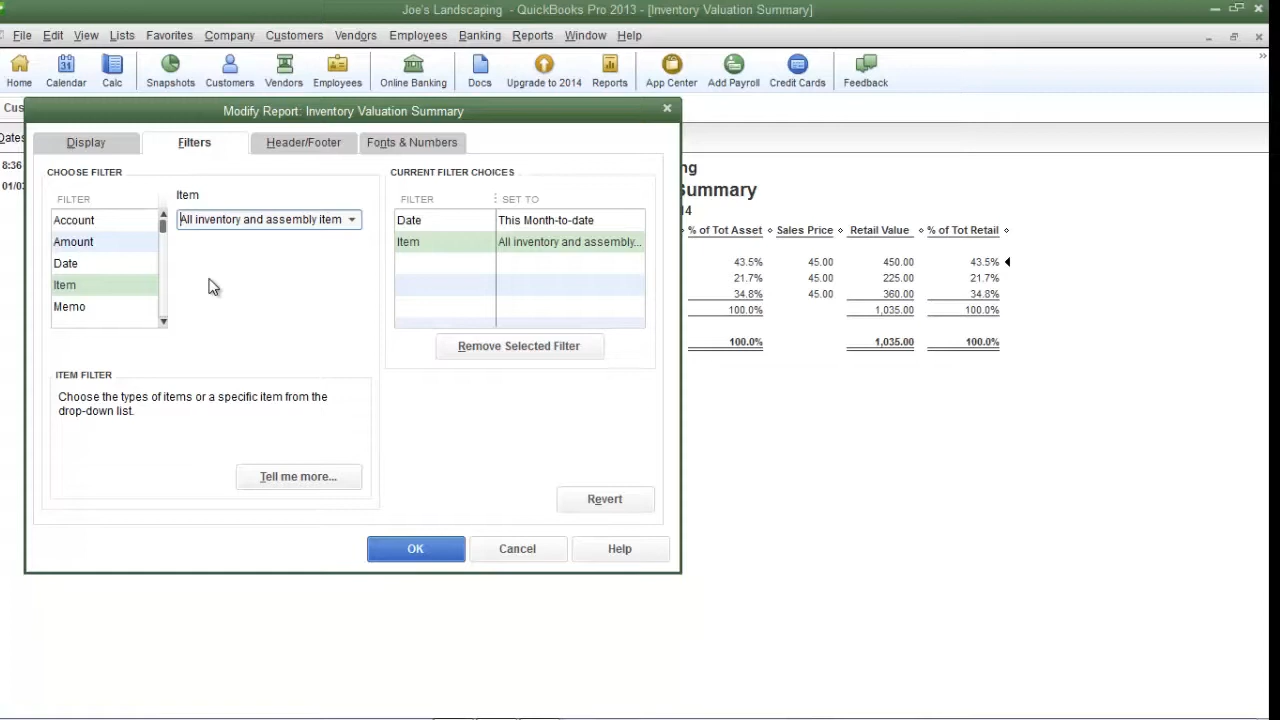 Joe's Landscaping - QuickBooks Pro 2013 - [Inventory Valuation Summary]
File Edit View Lists Favorites Company Customers Vendors Employees Banking Reports Window Help
Home Calendar Calc Snapshots Customers Vendors Employees Online Banking Docs Upgrade to 2014 Reports App Center Add Payroll Credit Cards Feedback
Cus
Modify Report: Inventory Valuation Summary
Dates
Display Filters Header/Footer Fonts & Numbers
8:36
ng
CHOOSE FILTER
CURRENT FILTER CHOICES
01/03
Summary
FILTER
Item
FILTER SET TO
14
Account
All inventory and assembly item
Date This Month-to-date
Amount
Item All inventory and assembly...
Date
Item
Memo
% of Tot Asset Sales Price Retail Value % of Tot Retail
43.5% 45.00 450.00 43.5%
21.7% 45.00 225.00 21.7%
34.8% 45.00 360.00 34.8%
100.0% 1,035.00 100.0%
100.0% 1,035.00 100.0%
Remove Selected Filter
ITEM FILTER
Choose the types of items or a specific item from the
drop-down list.
Tell me more...
Revert
OK Cancel Help